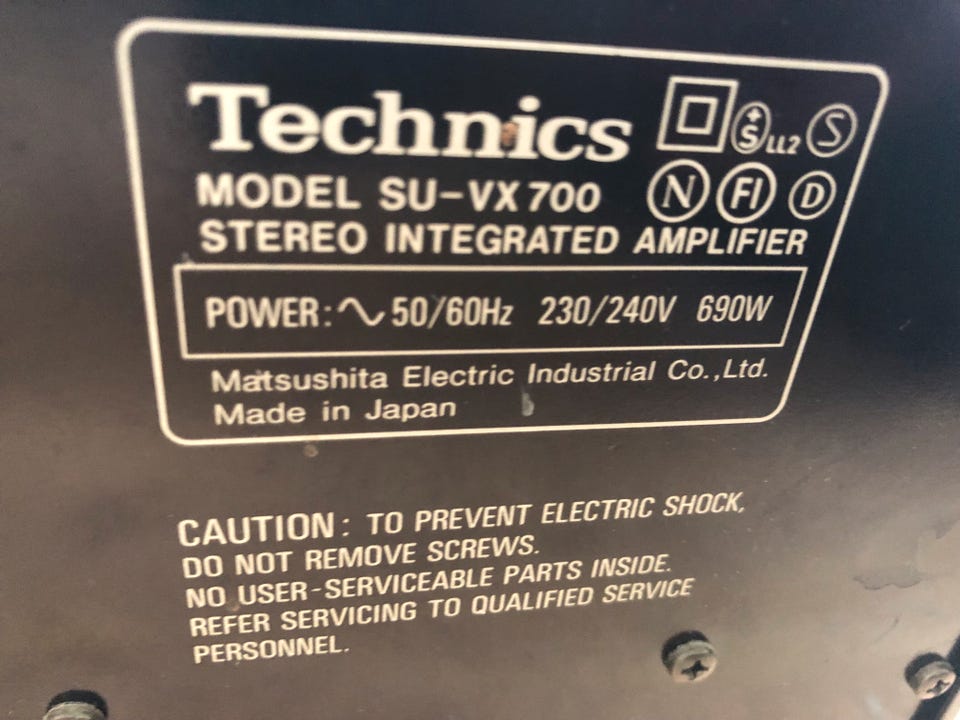 Technics
+S LL2 S
MODEL SU-VX700 N FI D
STEREO INTEGRATED AMPLIFIER
POWER: ∿ 50/60Hz 230/240V 690W
Matsushita Electric Industrial Co.,Ltd.
Made in Japan
CAUTION: TO PREVENT ELECTRIC SHOCK,
DO NOT REMOVE SCREWS.
NO USER-SERVICEABLE PARTS INSIDE.
REFER SERVICING TO QUALIFIED SERVICE
PERSONNEL.